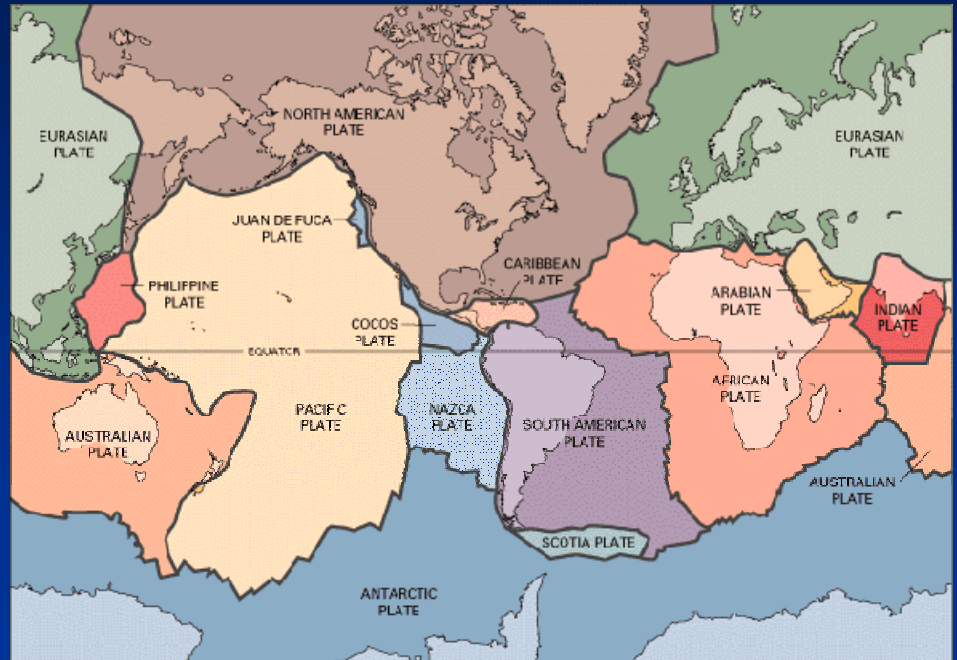 NORTH AMERICAN
PLATE
EURASIAN
PLATE
EURASIAN
PLATE
JUAN DE FUCA
PLATE
CARIBBEAN
PLATE
PHILIPPINE
PLATE
ARABIAN
PLATE
INDIAN
PLATE
COCOS
PLATE
EQUATOR
AFRICAN
PLATE
PACIFIC
PLATE
NAZCA
PLATE
SOUTH AMERICAN
PLATE
AUSTRALIAN
PLATE
AUSTRALIAN
PLATE
SCOTIA PLATE
ANTARCTIC
PLATE